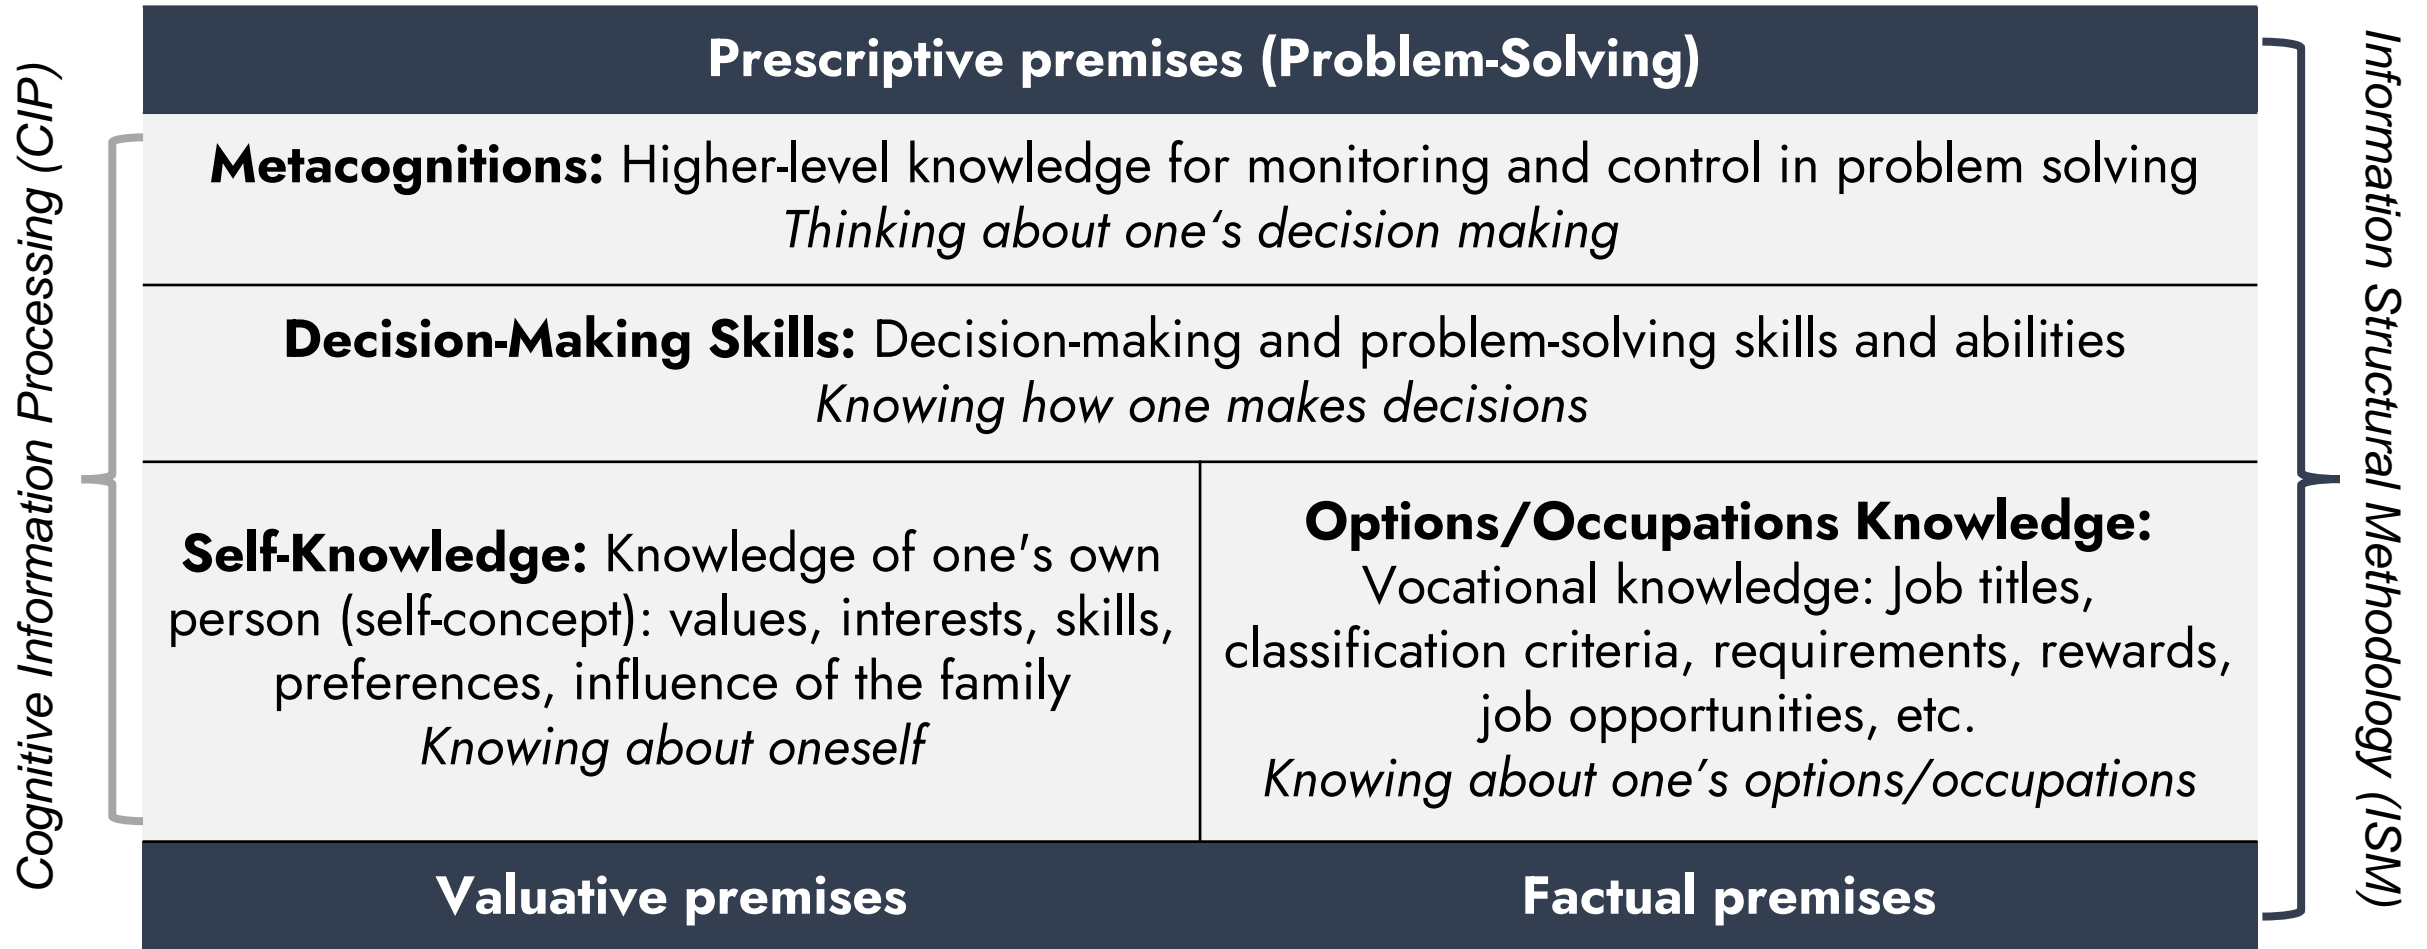 Cognitive Information Processing (CIP)
Prescriptive premises (Problem-Solving)
Metacognitions: Higher-level knowledge for monitoring and control in problem solving
Thinking about one‘s decision making
Decision-Making Skills: Decision-making and problem-solving skills and abilities
Knowing how one makes decisions
Self-Knowledge: Knowledge of one's own
person (self-concept): values, interests, skills,
preferences, influence of the family
Knowing about oneself
Options/Occupations Knowledge:
Vocational knowledge: Job titles,
classification criteria, requirements, rewards,
job opportunities, etc.
Knowing about one’s options/occupations
Valuative premises
Factual premises
Information Structural Methodology (ISM)